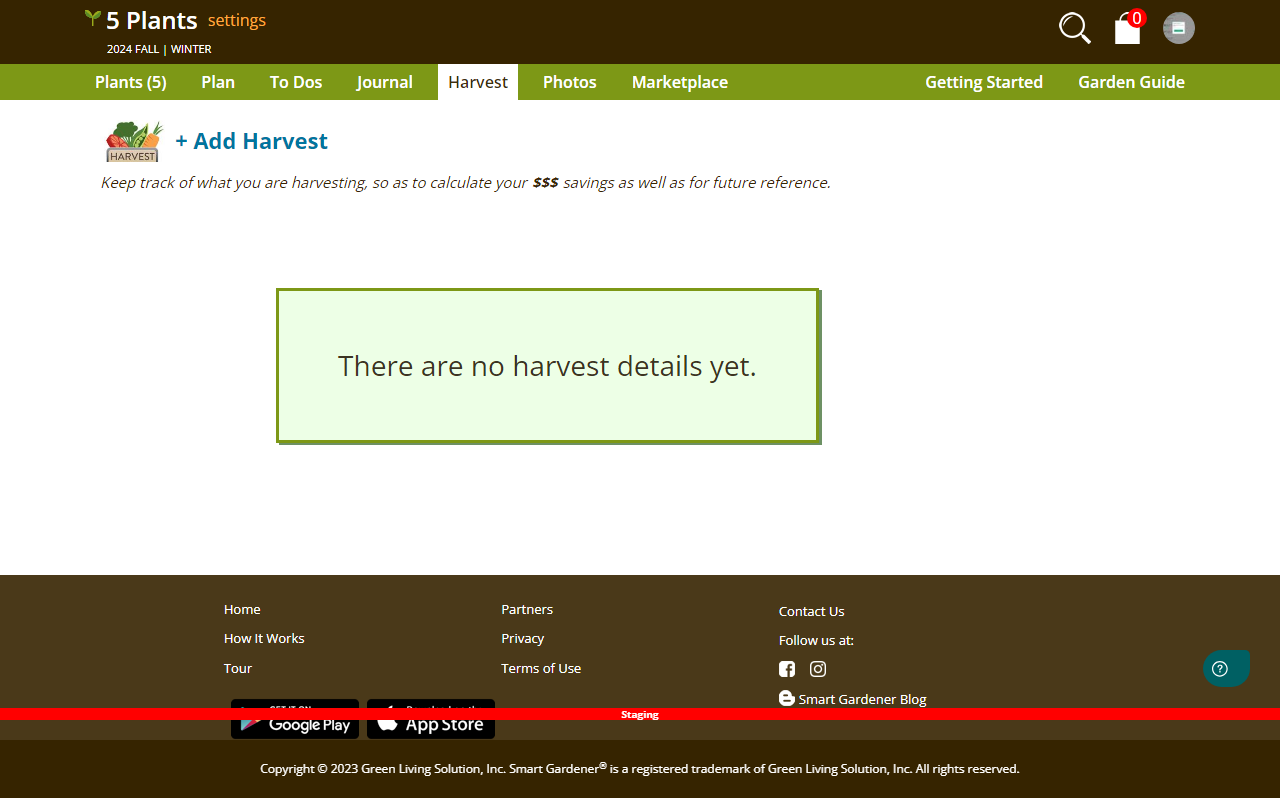 5 Plants settings
0
2024 FALL | WINTER
Plants (5) Plan To Dos Journal Harvest Photos Marketplace Getting Started Garden Guide
HARVEST
+ Add Harvest
Keep track of what you are harvesting, so as to calculate your $$$ savings as well as for future reference.
There are no harvest details yet.
Home Partners Contact Us
How It Works Privacy Follow us at:
Tour Terms of Use
Smart Gardener Blog
Staging
Google Play App Store
Copyright © 2023 Green Living Solution, Inc. Smart Gardener® is a registered trademark of Green Living Solution, Inc. All rights reserved.